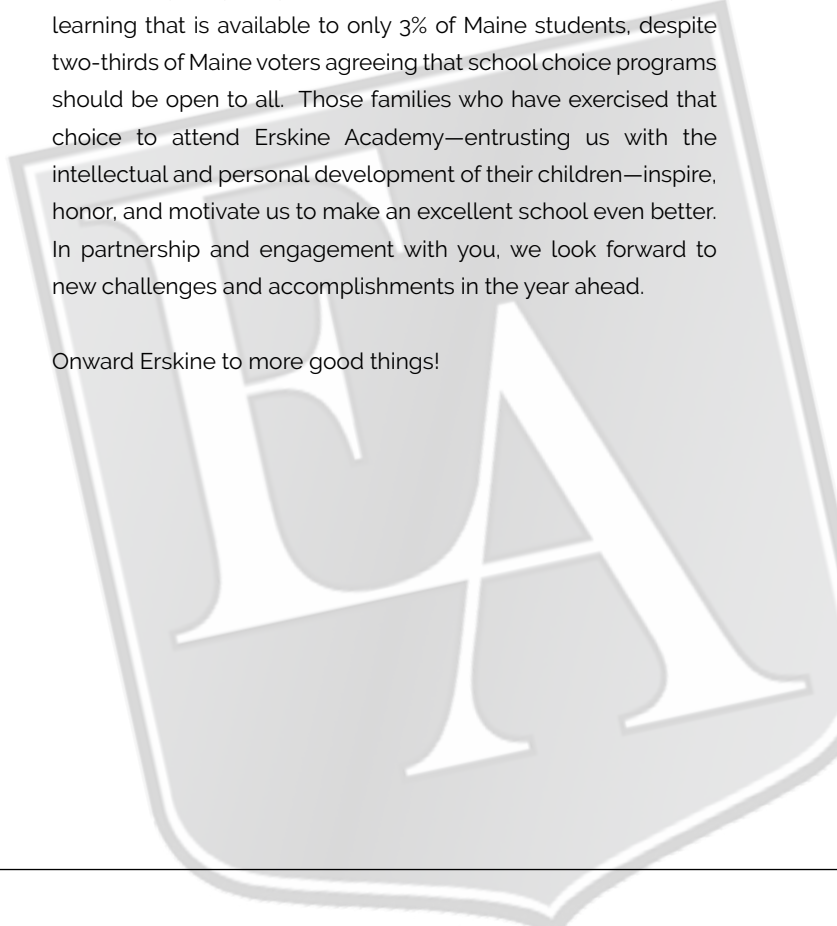 learning that is available to only 3% of Maine students, despite
two-thirds of Maine voters agreeing that school choice programs
should be open to all. Those families who have exercised that
choice to attend Erskine Academy—entrusting us with the
intellectual and personal development of their children—inspire,
honor, and motivate us to make an excellent school even better.
In partnership and engagement with you, we look forward to
new challenges and accomplishments in the year ahead.
Onward Erskine to more good things!
EA